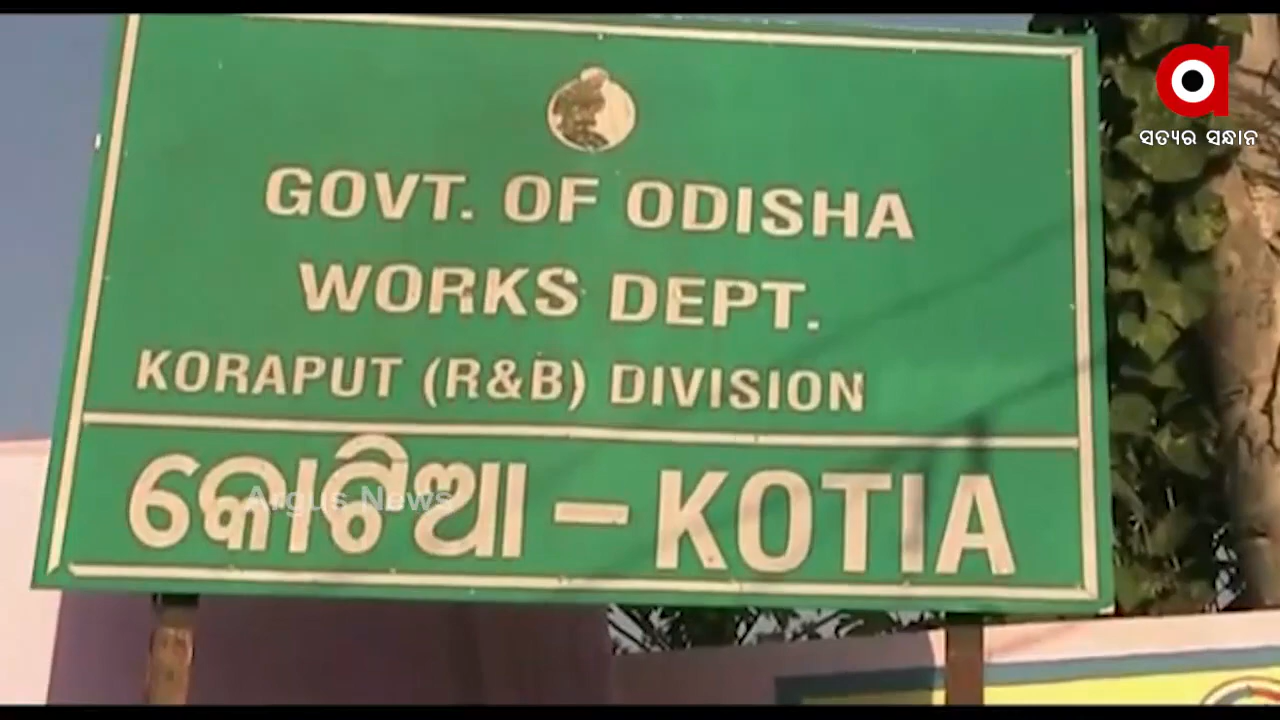 ସତ୍ୟର ସନ୍ଧାନ
GOVT. OF ODISHA
WORKS DEPT.
KORAPUT (R&B) DIVISION
କୋଟିଆ – KOTIA
Argus News